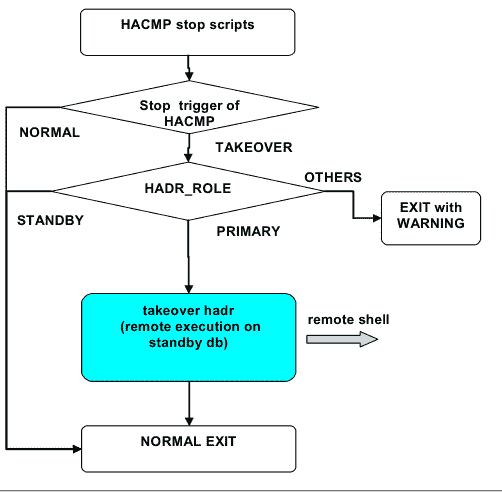 HACMP stop scripts
Stop trigger of
HACMP
NORMAL
TAKEOVER
HADR_ROLE
OTHERS
STANDBY
EXIT with
WARNING
PRIMARY
takeover hadr
(remote execution on
standby db)
remote shell
NORMAL EXIT